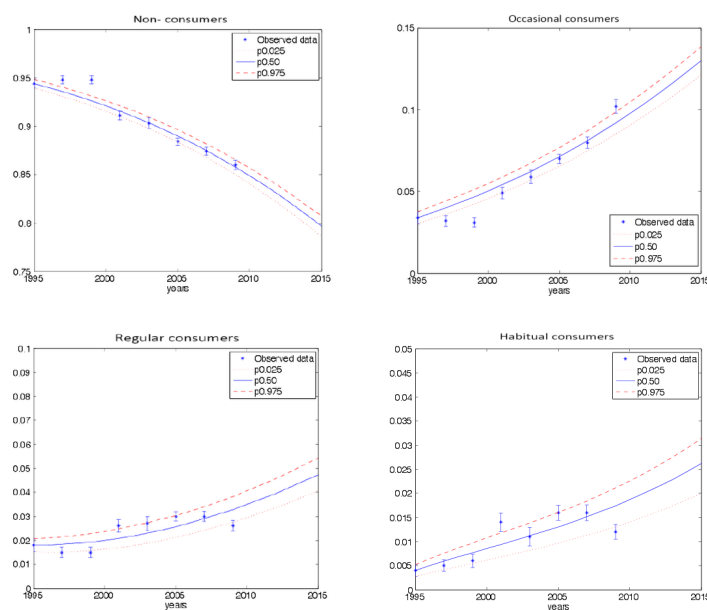 Non- consumers
Observed data
p0.025
p0.50
p0.975
1
0.95
0.9
0.85
0.8
0.75
1995 2000 2005 2010 2015
years
Occasional consumers
0.15
0.1
0.05
0
Observed data
p0.025
p0.50
p0.975
1995 2000 2005 2010 2015
years
Regular consumers
Observed data
p0.025
p0.50
p0.975
0.1
0.09
0.08
0.07
0.06
0.05
0.04
0.03
0.02
0.01
0
1995 2000 2005 2010 2015
years
Habitual consumers
Observed data
p0.025
p0.50
p0.975
0.05
0.045
0.04
0.035
0.03
0.025
0.02
0.015
0.01
0.005
0
1995 2000 2005 2010 2015
years